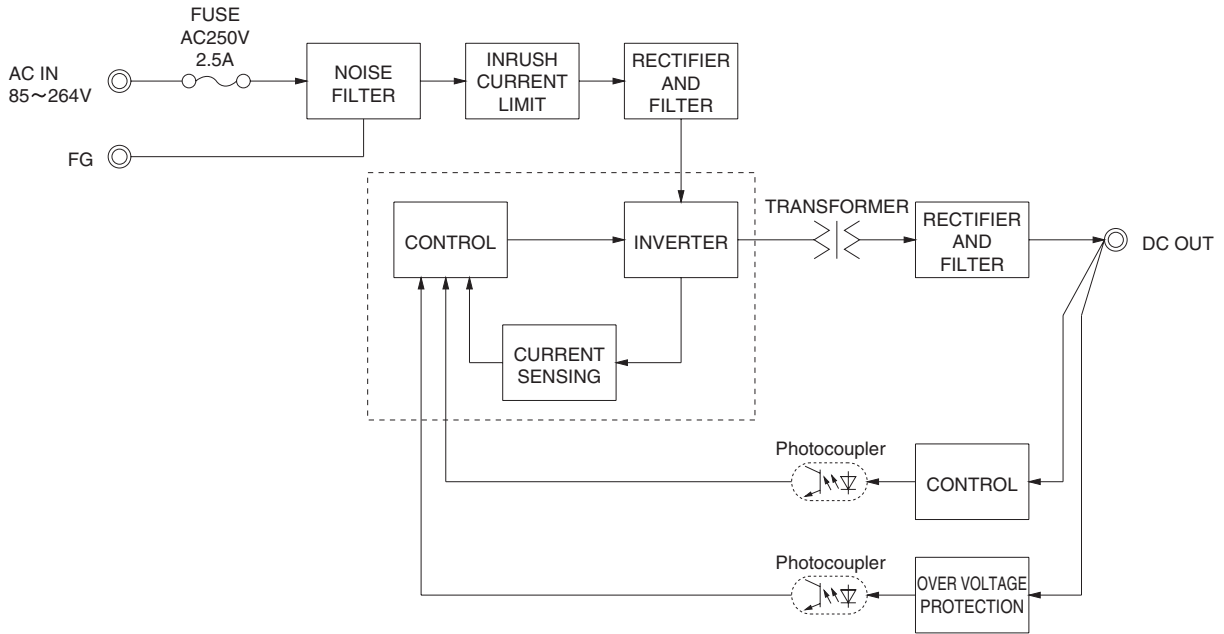 FUSE
AC250V
2.5A
AC IN
85～264V
NOISE
FILTER
INRUSH
CURRENT
LIMIT
RECTIFIER
AND
FILTER
FG
CONTROL
INVERTER
TRANSFORMER
RECTIFIER
AND
FILTER
DC OUT
CURRENT
SENSING
Photocoupler
CONTROL
Photocoupler
OVER VOLTAGE
PROTECTION